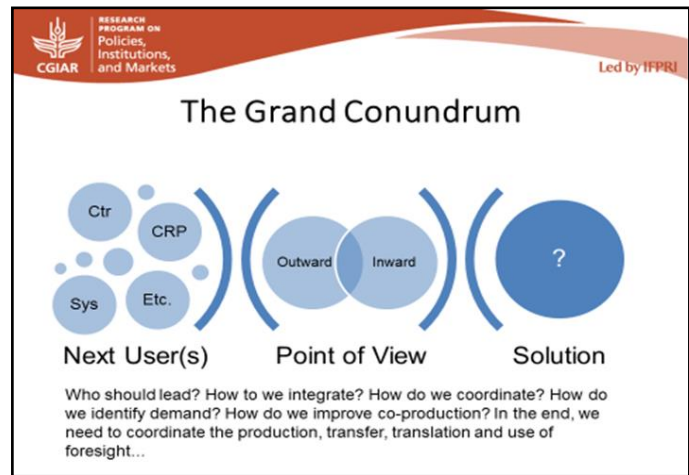 RESEARCH
PROGRAM ON
Policies,
Institutions,
and Markets
CGIAR
Led by IFPRI
The Grand Conundrum
Ctr
CRP
Sys
Etc.
Outward
Inward
?
Next User(s)
Point of View
Solution
Who should lead? How to we integrate? How do we coordinate? How do
we identify demand? How do we improve co-production? In the end, we
need to coordinate the production, transfer, translation and use of
foresight...